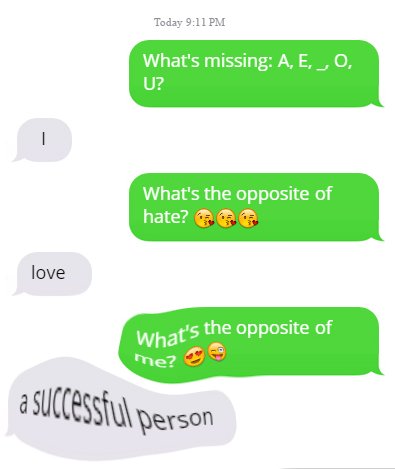 Today 9:11 PM
What's missing: A, E, _, O,
U?
I
What's the opposite of
hate? 😘😘😘
love
What's the opposite of
me? 😍😜
a successful person